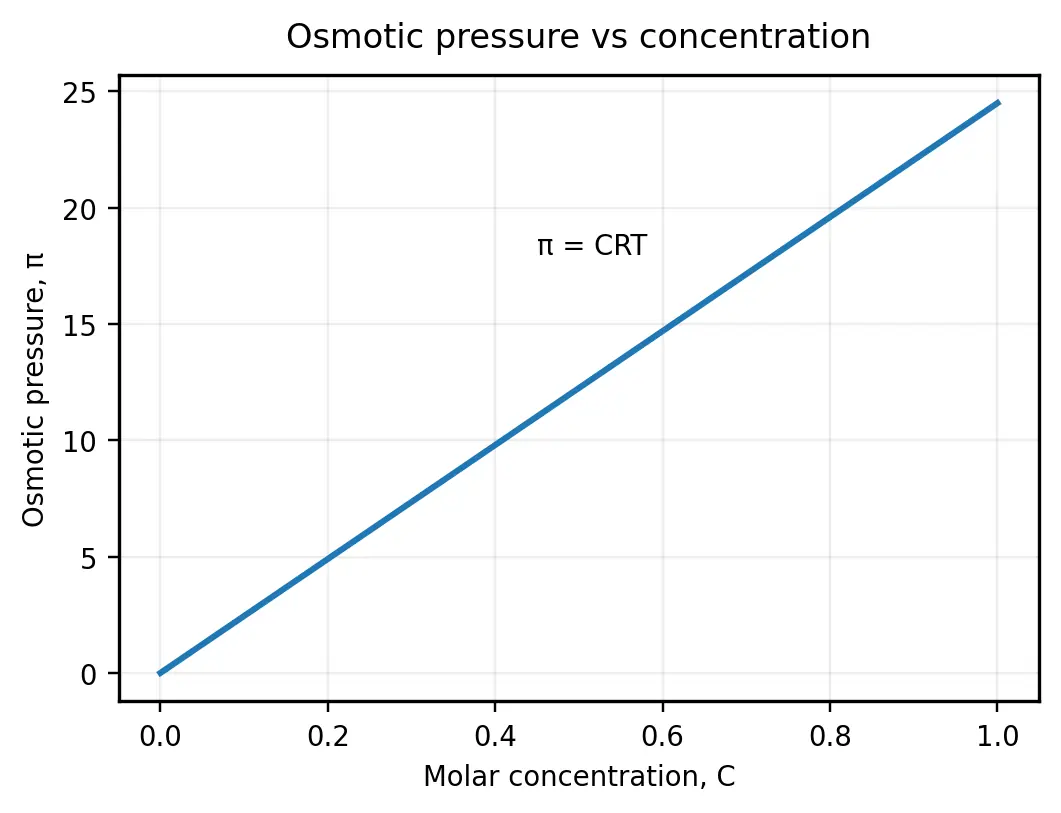 Osmotic pressure vs concentration
25
20
15
10
5
0
Osmotic pressure, π
π = CRT
0.0 0.2 0.4 0.6 0.8 1.0
Molar concentration, C